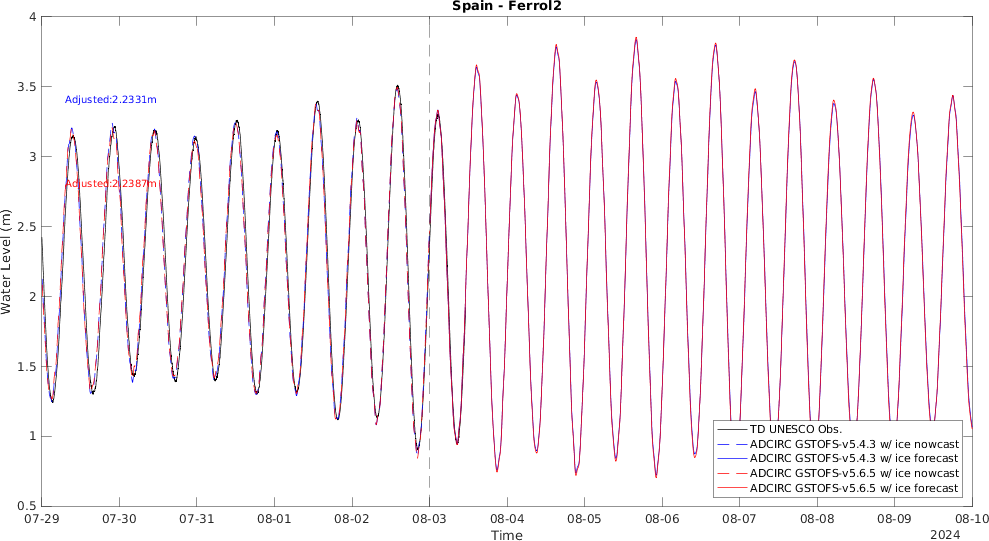 Spain - Ferrol2
4
3.5
3
2.5
2
1.5
1
0.5
Water Level (m)
Adjusted:2.2331m
Adjusted:2.2387m
TD UNESCO Obs.
ADCIRC GSTOFS-v5.4.3 w/ ice nowcast
ADCIRC GSTOFS-v5.4.3 w/ ice forecast
ADCIRC GSTOFS-v5.6.5 w/ ice nowcast
ADCIRC GSTOFS-v5.6.5 w/ ice forecast
07-29 07-30 07-31 08-01 08-02 08-03 08-04 08-05 08-06 08-07 08-08 08-09 08-10
Time
2024